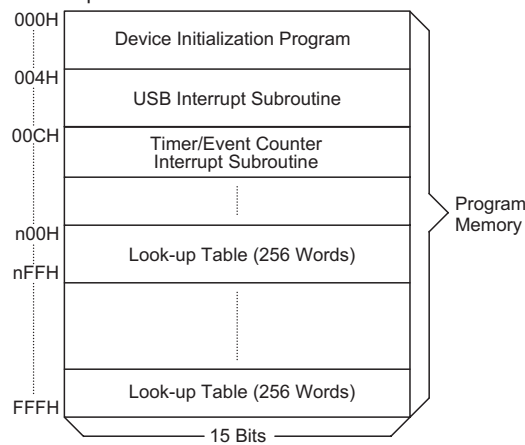 000H
Device Initialization Program
004H
USB Interrupt Subroutine
00CH
Timer/Event Counter
Interrupt Subroutine
Program
Memory
n00H
Look-up Table (256 Words)
nFFH
Look-up Table (256 Words)
FFFH
15 Bits